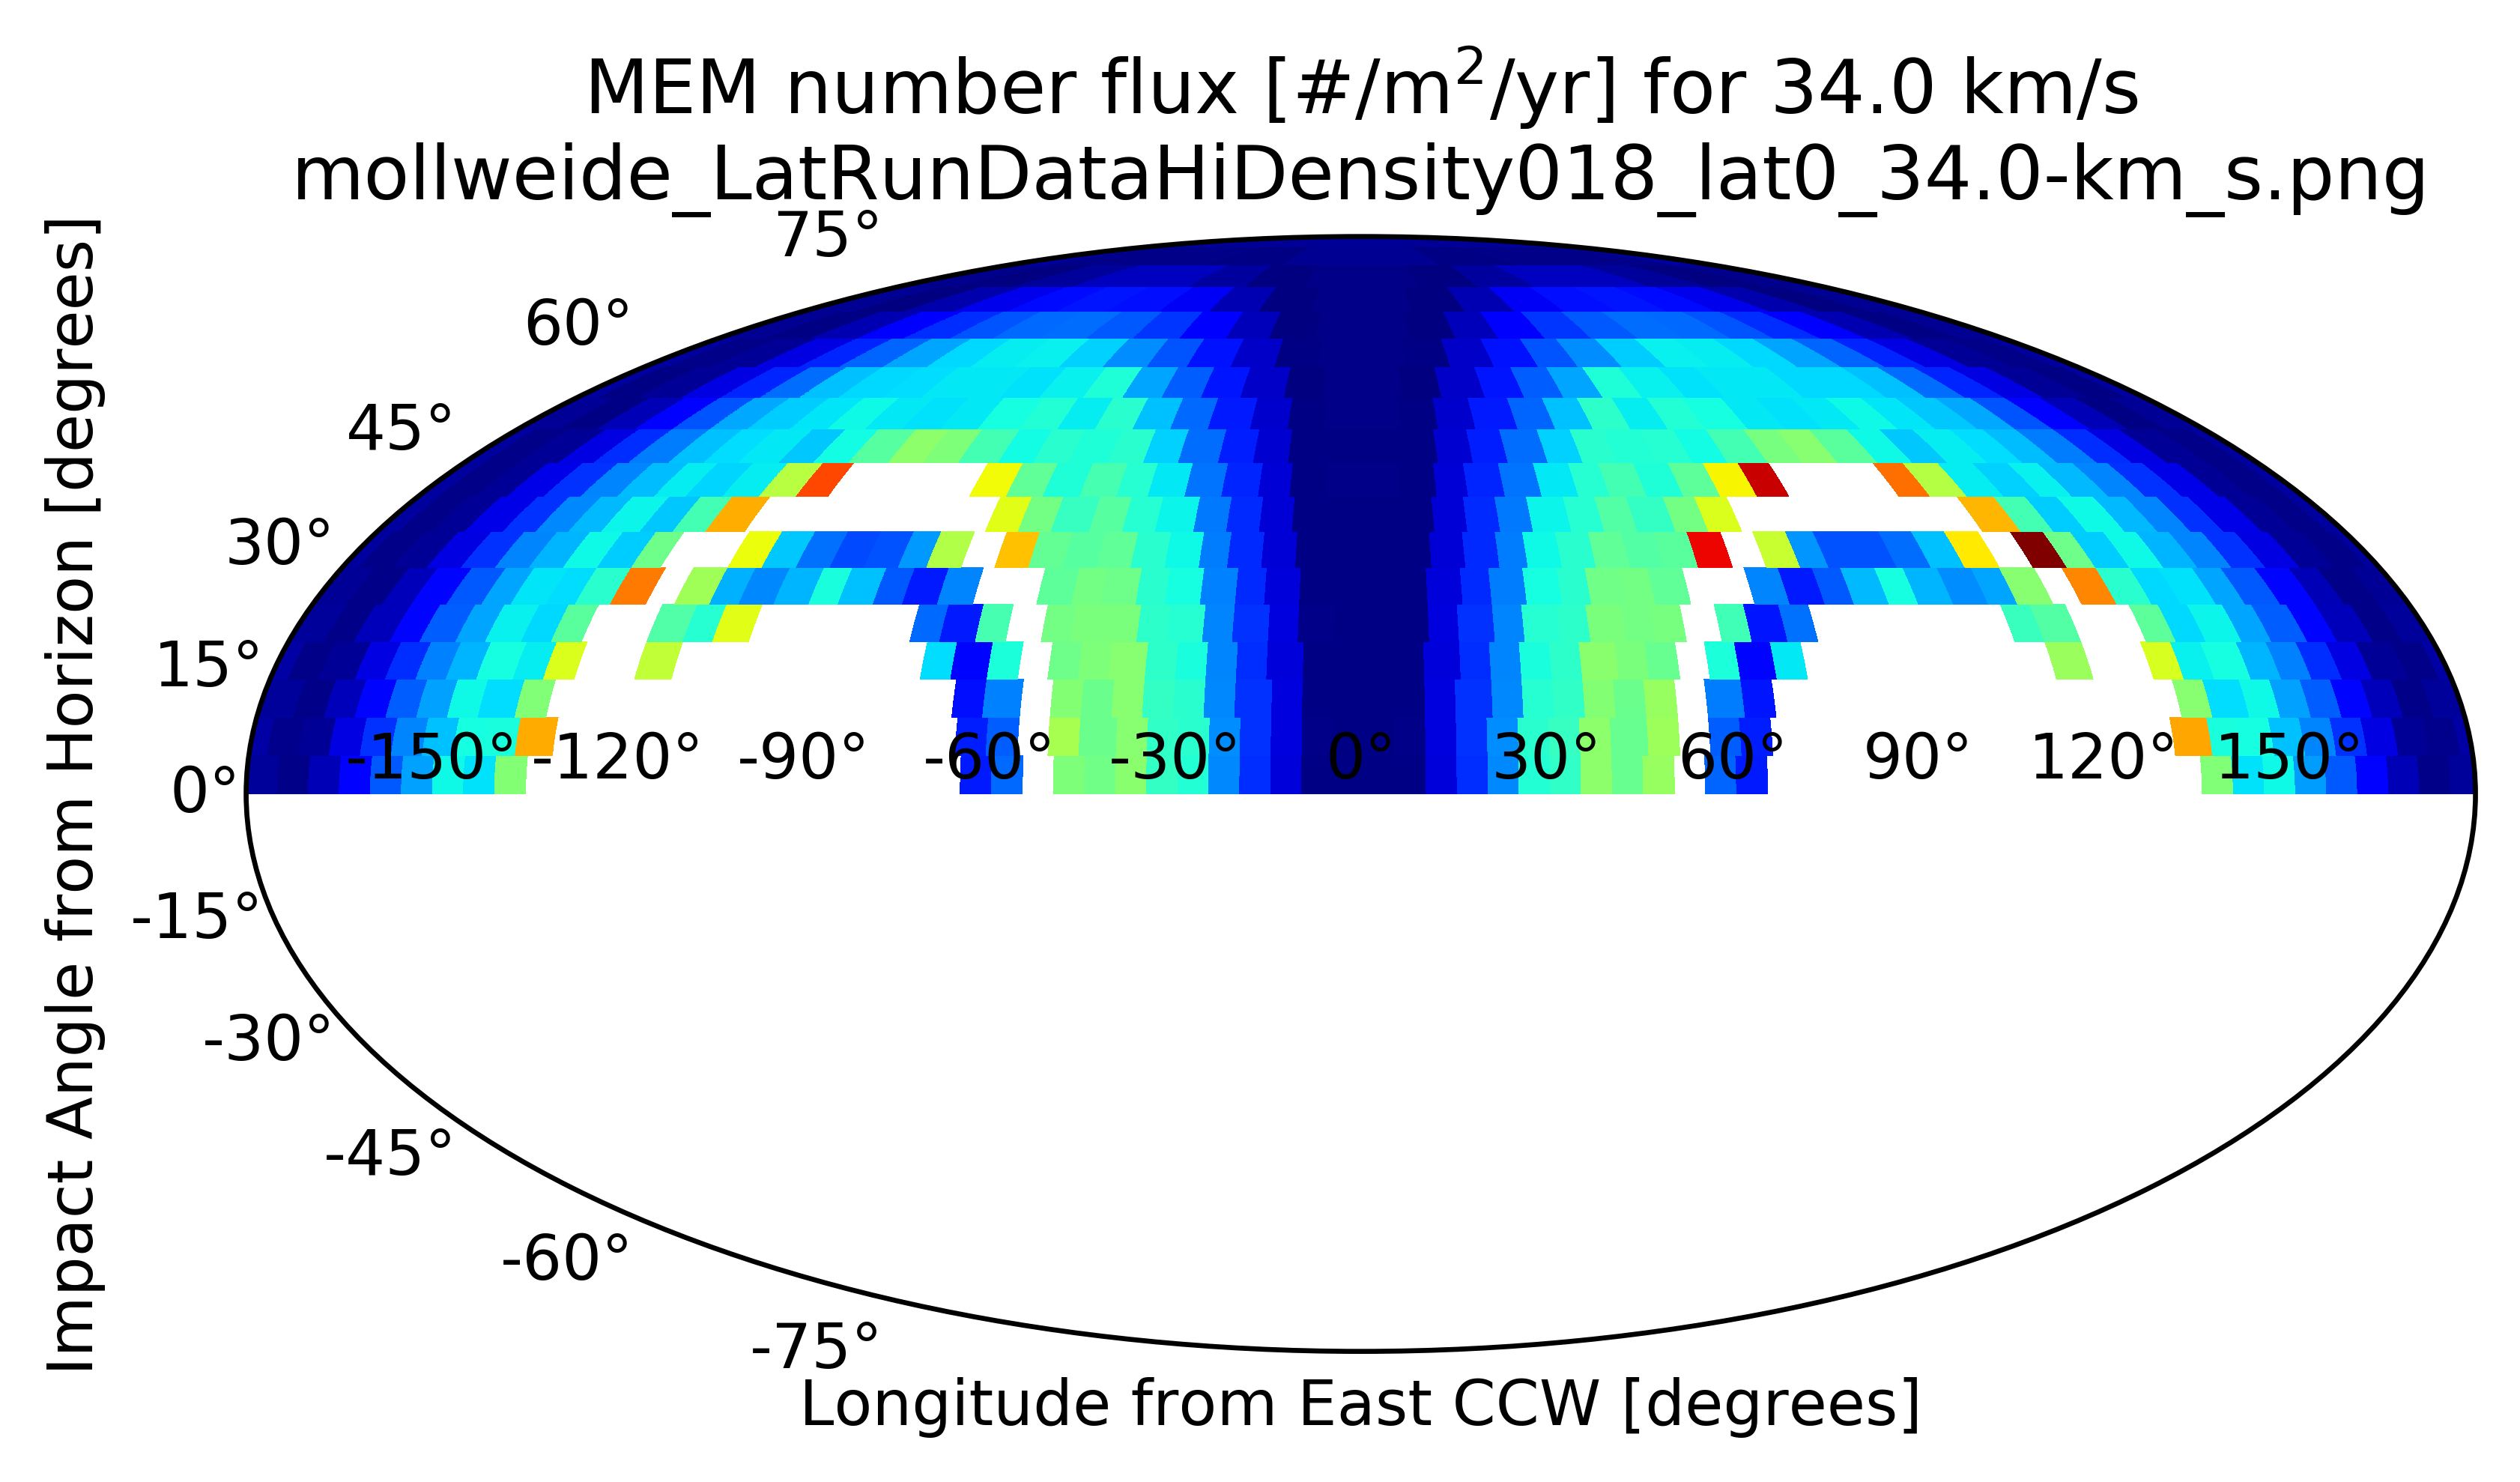 MEM number flux [#/m²/yr] for 34.0 km/s
mollweide_LatRunDataHiDensity018_lat0_34.0-km_s.png
75°
60°
45°
30°
15°
0°
-15°
-30°
-45°
-60°
-75°
-150° -120° -90° -60° -30° 0° 30° 60° 90° 120° 150°
Impact Angle from Horizon [degrees]
Longitude from East CCW [degrees]